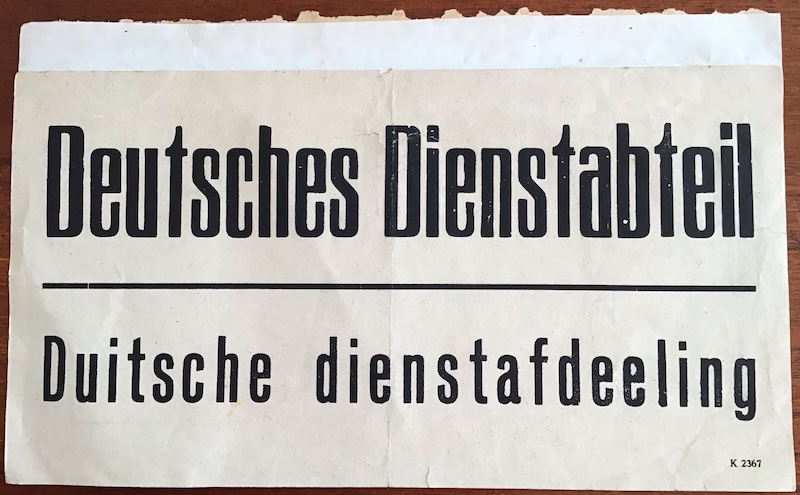 Deutsches Dienstabteil
Duitsche dienstafdeeling
K 2367